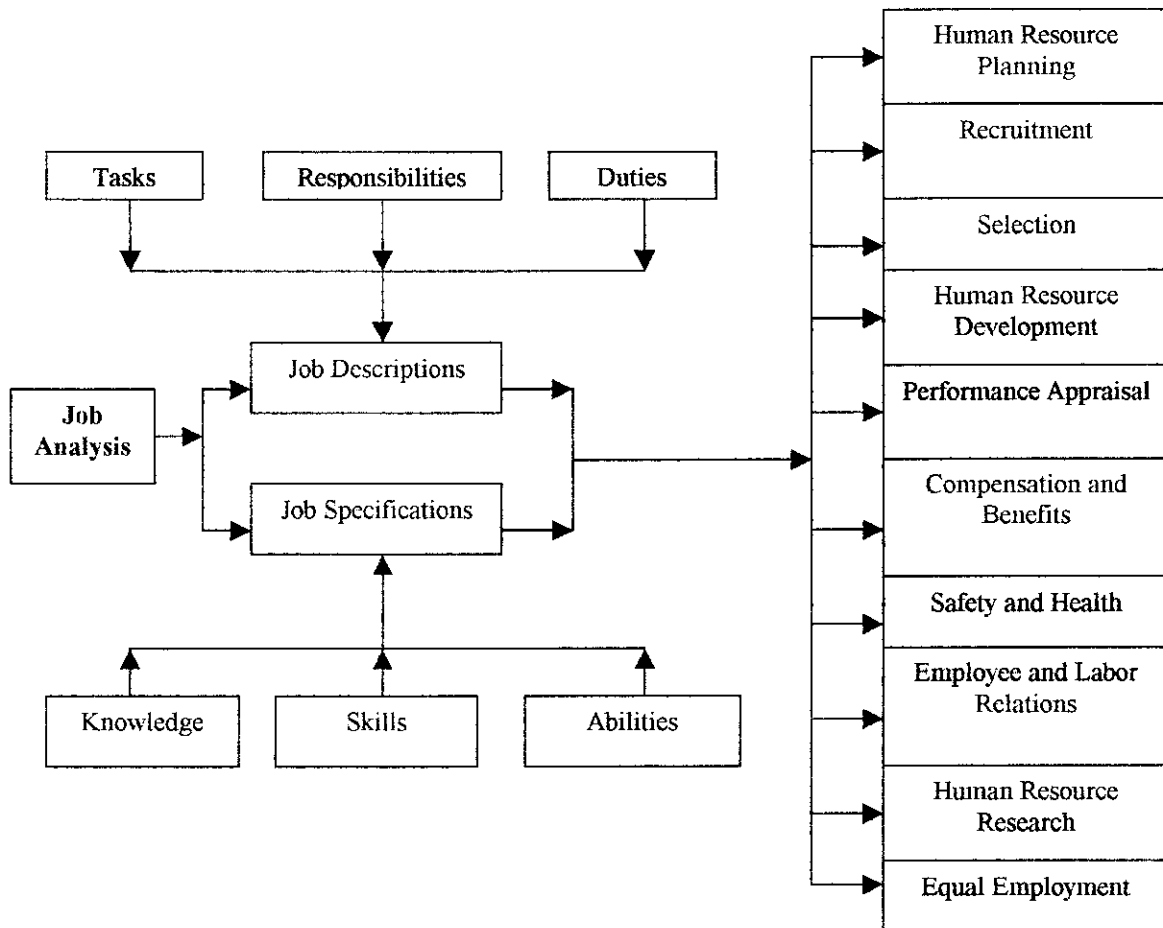 Human Resource
Planning
Recruitment
Tasks
Responsibilities
Duties
Selection
Human Resource
Development
Job Descriptions
Performance Appraisal
Job
Analysis
Compensation and
Benefits
Job Specifications
Safety and Health
Employee and Labor
Relations
Knowledge
Skills
Abilities
Human Resource
Research
Equal Employment